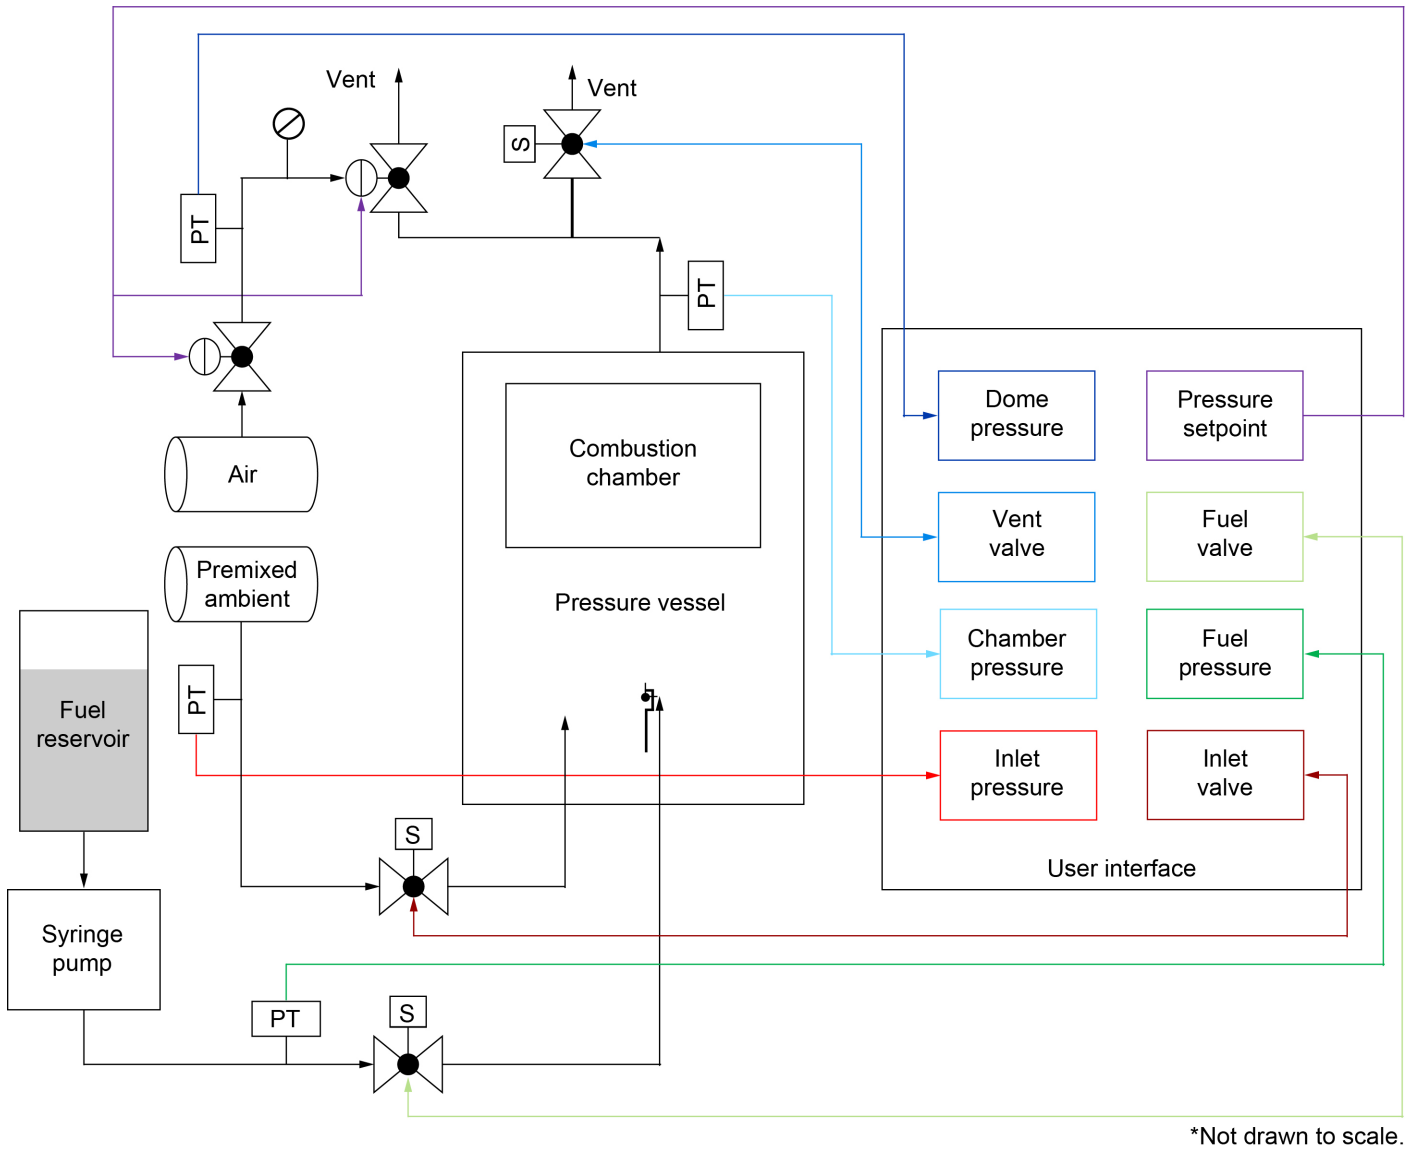 Vent
Vent
S
PT
PT
Air
Combustion
chamber
Dome
pressure
Pressure
setpoint
Vent
valve
Fuel
valve
Premixed
ambient
Pressure vessel
Chamber
pressure
Fuel
pressure
PT
Fuel
reservoir
Inlet
pressure
Inlet
valve
S
User interface
Syringe
pump
PT
S
*Not drawn to scale.